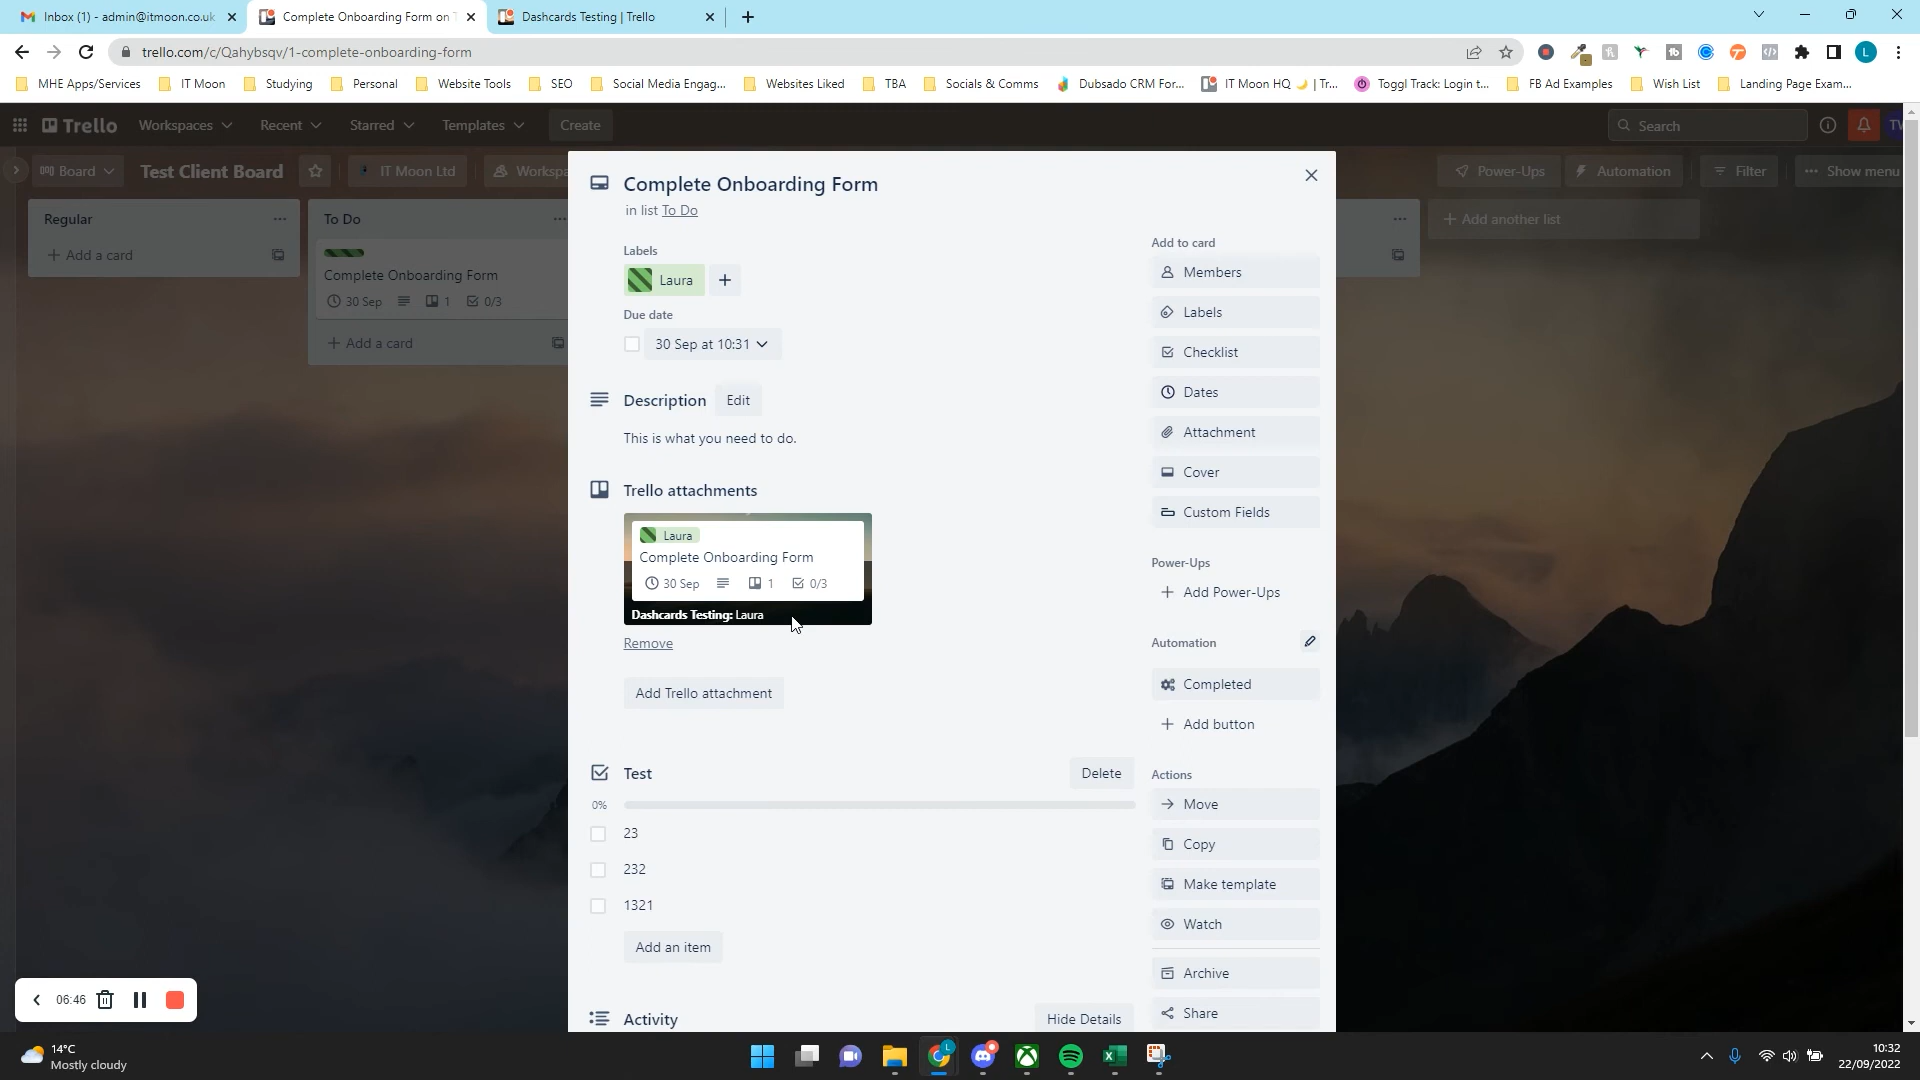 Inbox (1) - admin@itmoon.co.uk
Complete Onboarding Form on T
Dashcards Testing | Trello
trello.com/c/Qahybsqv/1-complete-onboarding-form
MHE Apps/Services
IT Moon
Studying
Personal
Website Tools
SEO
Social Media Engag...
Websites Liked
TBA
Socials & Comms
Dubsado CRM For...
IT Moon HQ 🌙 | Tr...
Toggl Track: Login t...
FB Ad Examples
Wish List
Landing Page Exam...
Trello
Workspaces
Recent
Starred
Templates
Create
Search
TW
Board
Test Client Board
IT Moon Ltd
Workspa
Power-Ups
Automation
Filter
Show menu
Regular
+ Add a card
To Do
Complete Onboarding Form
30 Sep
1
0/3
+ Add a card
+ Add another list
Complete Onboarding Form
in list To Do
Labels
Laura
+
Due date
30 Sep at 10:31
Description
Edit
This is what you need to do.
Trello attachments
Laura
Complete Onboarding Form
30 Sep
1
0/3
Dashcards Testing: Laura
Remove
Add Trello attachment
Test
Delete
0%
23
232
1321
Add an item
Activity
Hide Details
Add to card
Members
Labels
Checklist
Dates
Attachment
Cover
Custom Fields
Power-Ups
+ Add Power-Ups
Automation
Completed
+ Add button
Actions
Move
Copy
Make template
Watch
Archive
Share
06:46
14°C
Mostly cloudy
10:32
22/09/2022